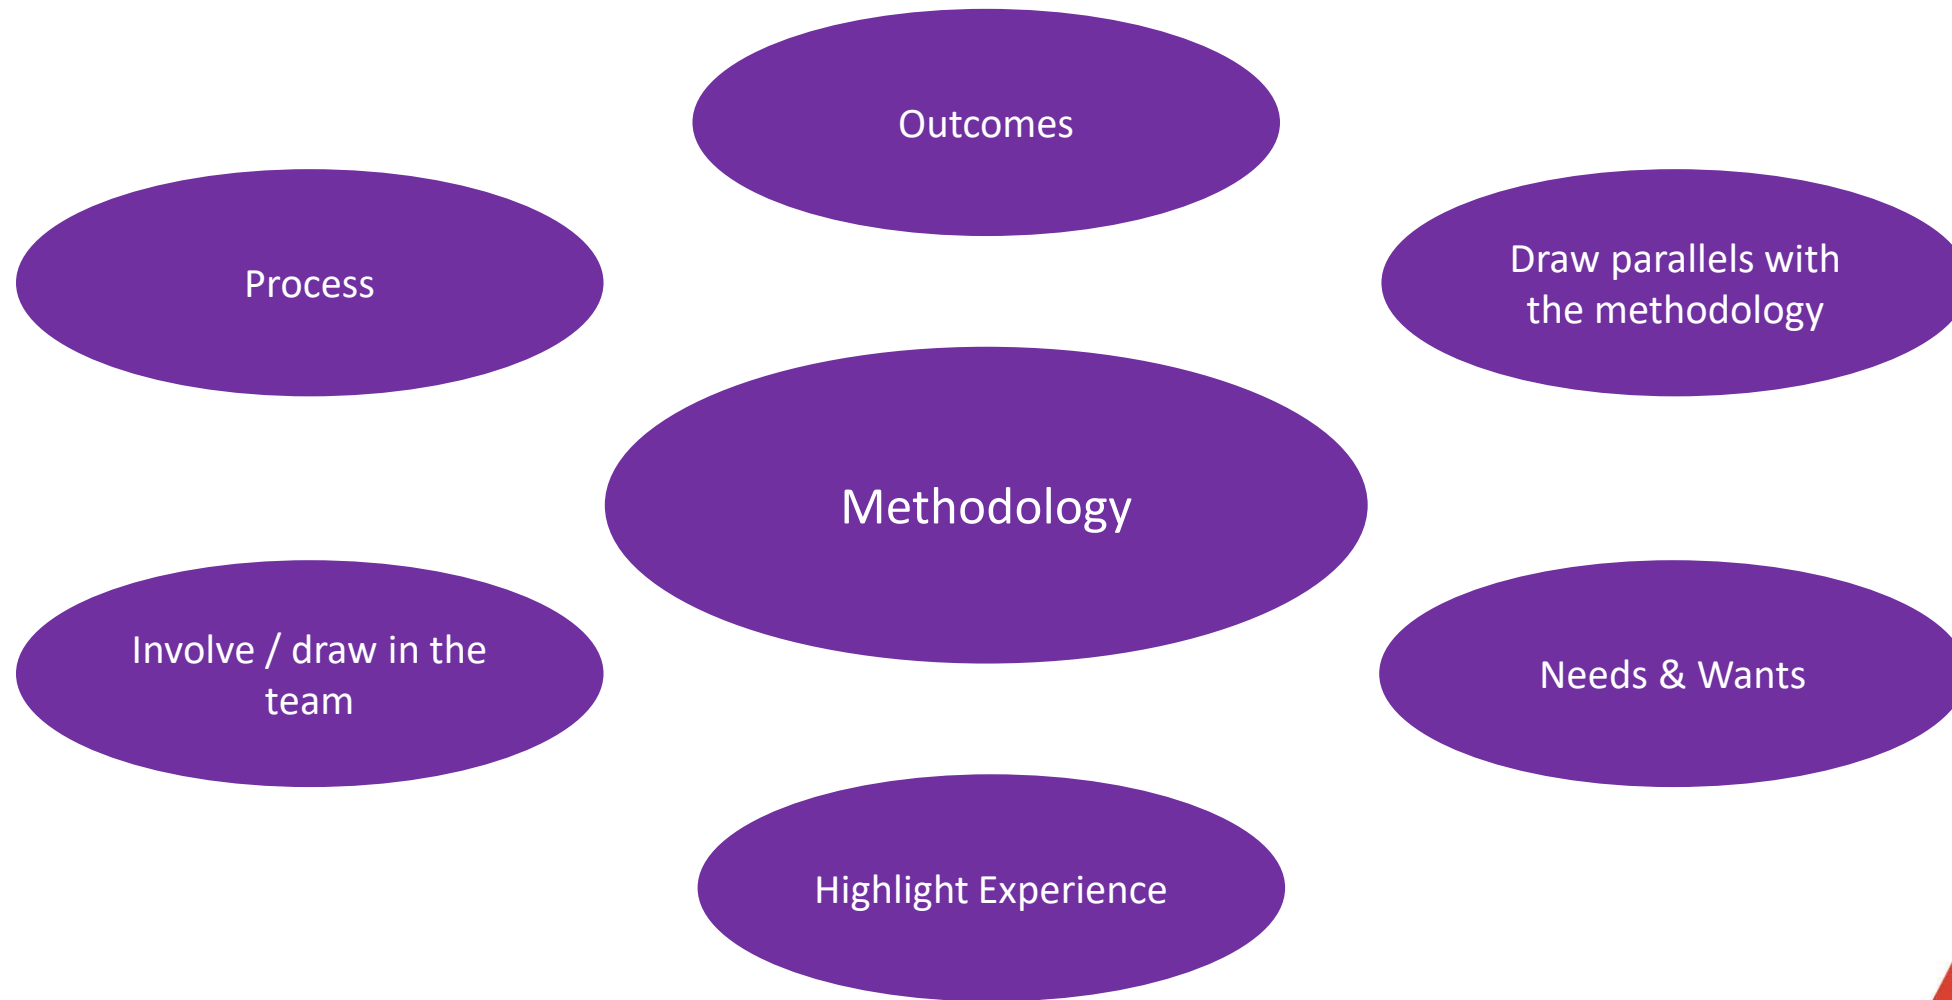 Outcomes
Process
Draw parallels with
the methodology
Methodology
Involve / draw in the
team
Needs & Wants
Highlight Experience